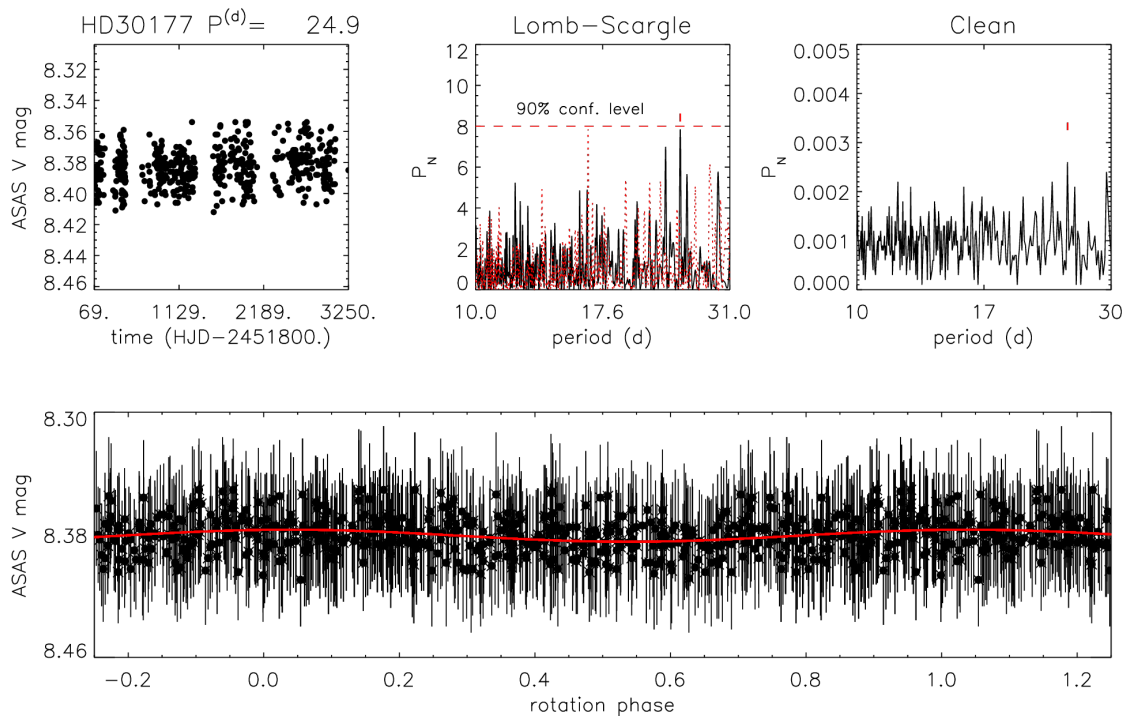 HD30177 P(d)= 24.9
Lomb−Scargle
Clean
ASAS V mag
8.32
8.34
8.36
8.38
8.40
8.42
8.44
8.46
69. 1129. 2189. 3250.
time (HJD−2451800.)
P_N
12
10
8
6
4
2
0
90% conf. level
10.0 17.6 31.0
period (d)
P_N
0.005
0.004
0.003
0.002
0.001
0.000
10 17 30
period (d)
ASAS V mag
8.30
8.38
8.46
−0.2 0.0 0.2 0.4 0.6 0.8 1.0 1.2
rotation phase